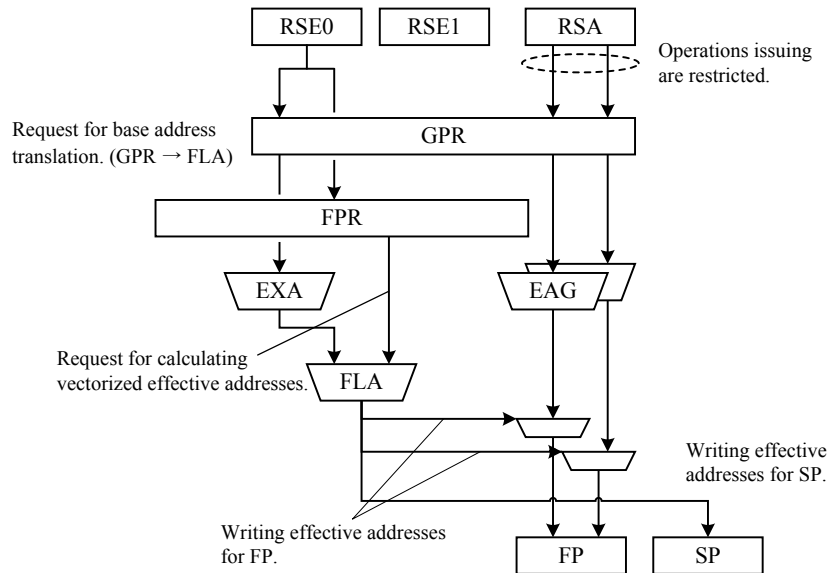 RSE0
RSE1
RSA
Operations issuing
are restricted.
Request for base address
translation. (GPR → FLA)
GPR
FPR
EXA
EAG
Request for calculating
vectorized effective addresses.
FLA
Writing effective
addresses for SP.
Writing effective addresses
for FP.
FP
SP